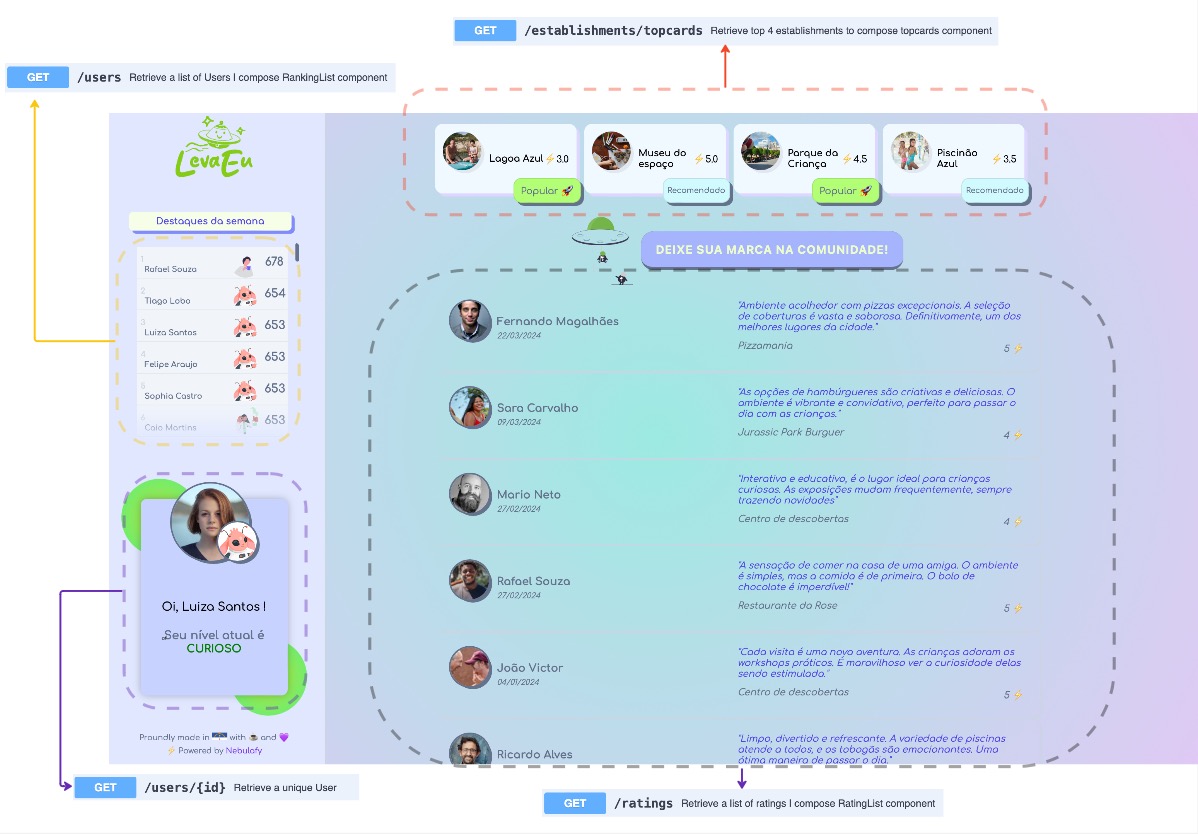 GET /establishments/topcards Retrieve top 4 establishments to compose topcards component
GET /users Retrieve a list of Users I compose RankingList component
LevaEu
Lagoa Azul ⚡3.0
Popular 🚀
Museu do
espaço ⚡5.0
Recomendado
Parque da
Criança ⚡4.5
Popular 🚀
Piscinão
Azul ⚡3.5
Recomendado
Destaques da semana
1
Rafael Souza 678
2
Tiago Lobo 654
3
Luiza Santos 653
4
Felipe Araujo 653
5
Sophia Castro 653
6
Caio Martins 653
DEIXE SUA MARCA NA COMUNIDADE!
Fernando Magalhães
22/03/2024
"Ambiente acolhedor com pizzas excepcionais. A seleção
de coberturas é vasta e saborosa. Definitivamente, um dos
melhores lugares da cidade."
Pizzamania
5 ⚡
Sara Carvalho
09/03/2024
"As opções de hambúrgueres são criativas e deliciosas. O
ambiente é vibrante e convidativo, perfeito para passar o
dia com as crianças."
Jurassic Park Burguer
4 ⚡
Mario Neto
27/02/2024
"Interativo e educativo, é o lugar ideal para crianças
curiosas. As exposições mudam frequentemente, sempre
trazendo novidades"
Centro de descobertas
4 ⚡
Rafael Souza
27/02/2024
"A sensação de comer na casa de uma amiga. O ambiente
é simples, mas a comida é de primeira. O bolo de
chocolate é imperdível!"
Restaurante da Rose
5 ⚡
João Victor
04/01/2024
"Cada visita é uma nova aventura. As crianças adoram os
workshops práticos. É maravilhoso ver a curiosidade delas
sendo estimulada."
Centro de descobertas
5 ⚡
Ricardo Alves
"Limpo, divertido e refrescante. A variedade de piscinas
atende a todos, e os tobogãs são emocionantes. Uma
ótima maneira de passar o dia."
Oi, Luiza Santos !
Seu nível atual é
CURIOSO
Proudly made in with ☕ and 💜
⚡ Powered by Nebulafy
GET /users/{id} Retrieve a unique User
GET /ratings Retrieve a list of ratings I compose RatingList component